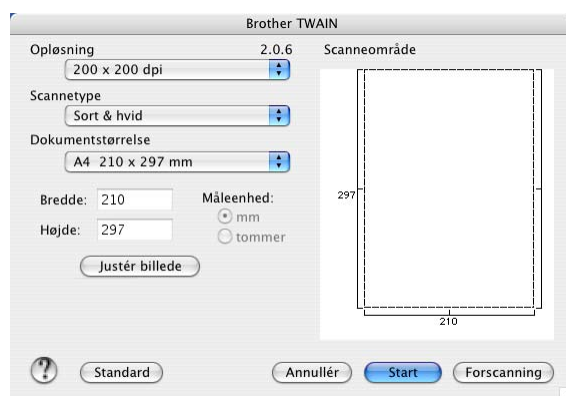 Brother TWAIN
Opløsning 2.0.6
200 x 200 dpi
Scannetype
Sort & hvid
Dokumentstørrelse
A4 210 x 297 mm
Bredde: 210
Højde: 297
Måleenhed:
mm
tommer
Justér billede
Scanneområde
297
210
?
Standard
Annullér
Start
Forscanning